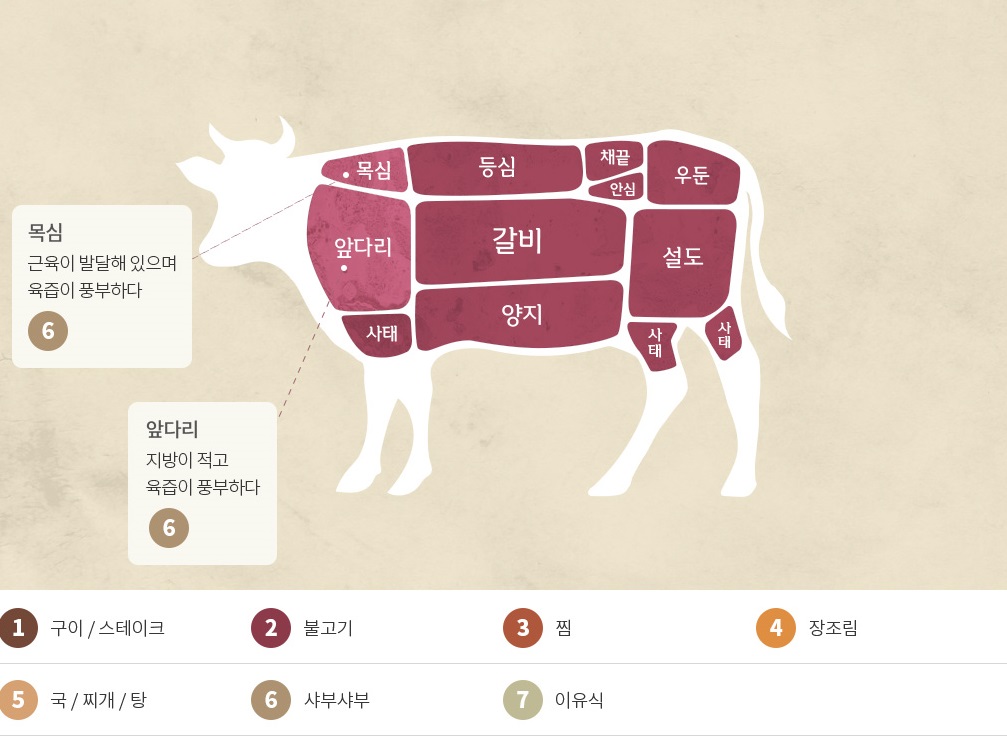 목심
등심
채끝
안심
우둔
앞다리
갈비
설도
사태
양지
사
태
사
태
목심
근육이 발달해 있으며
육즙이 풍부하다
6
앞다리
지방이 적고
육즙이 풍부하다
6
1 구이 / 스테이크
2 불고기
3 찜
4 장조림
5 국 / 찌개 / 탕
6 샤부샤부
7 이유식